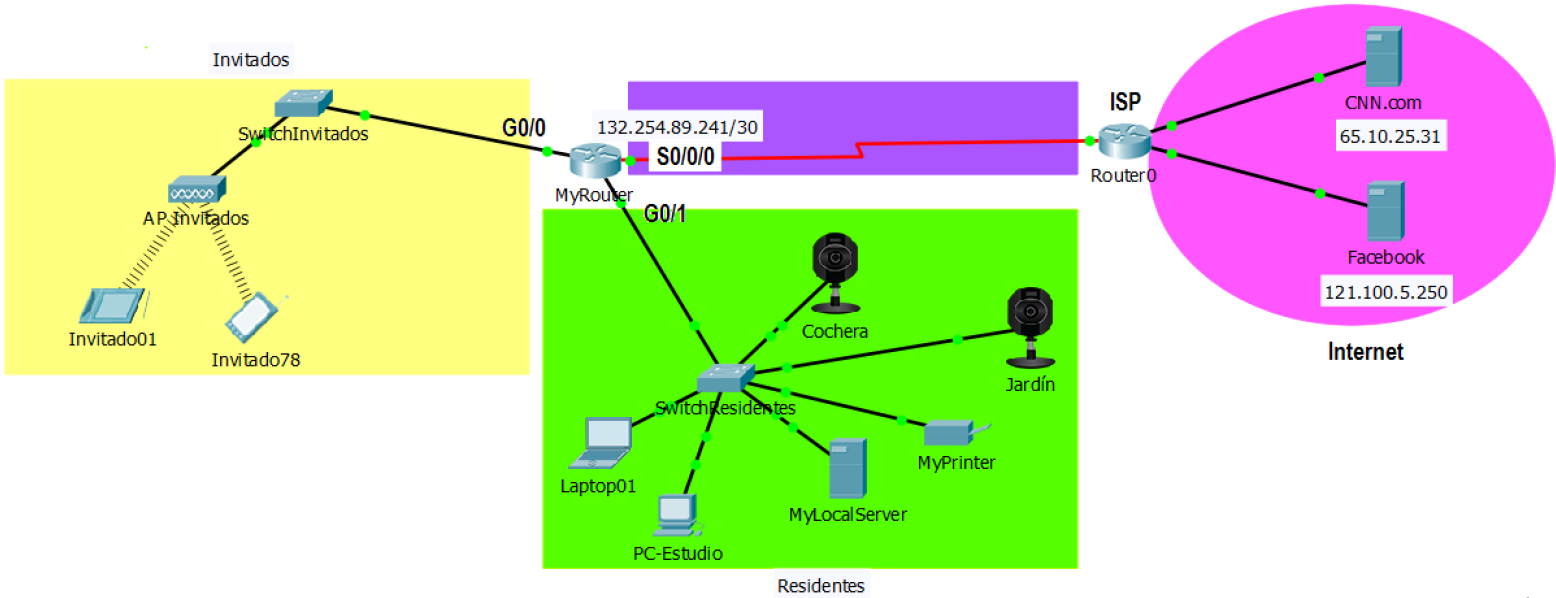 Invitados
SwitchInvitados
AP Invitados
Invitado01
Invitado78
G0/0
132.254.89.241/30
S0/0/0
MyRouter
G0/1
ISP
Router0
CNN.com
65.10.25.31
Facebook
121.100.5.250
Internet
Cochera
Jardín
SwitchResidentes
MyPrinter
Laptop01
MyLocalServer
PC-Estudio
Residentes